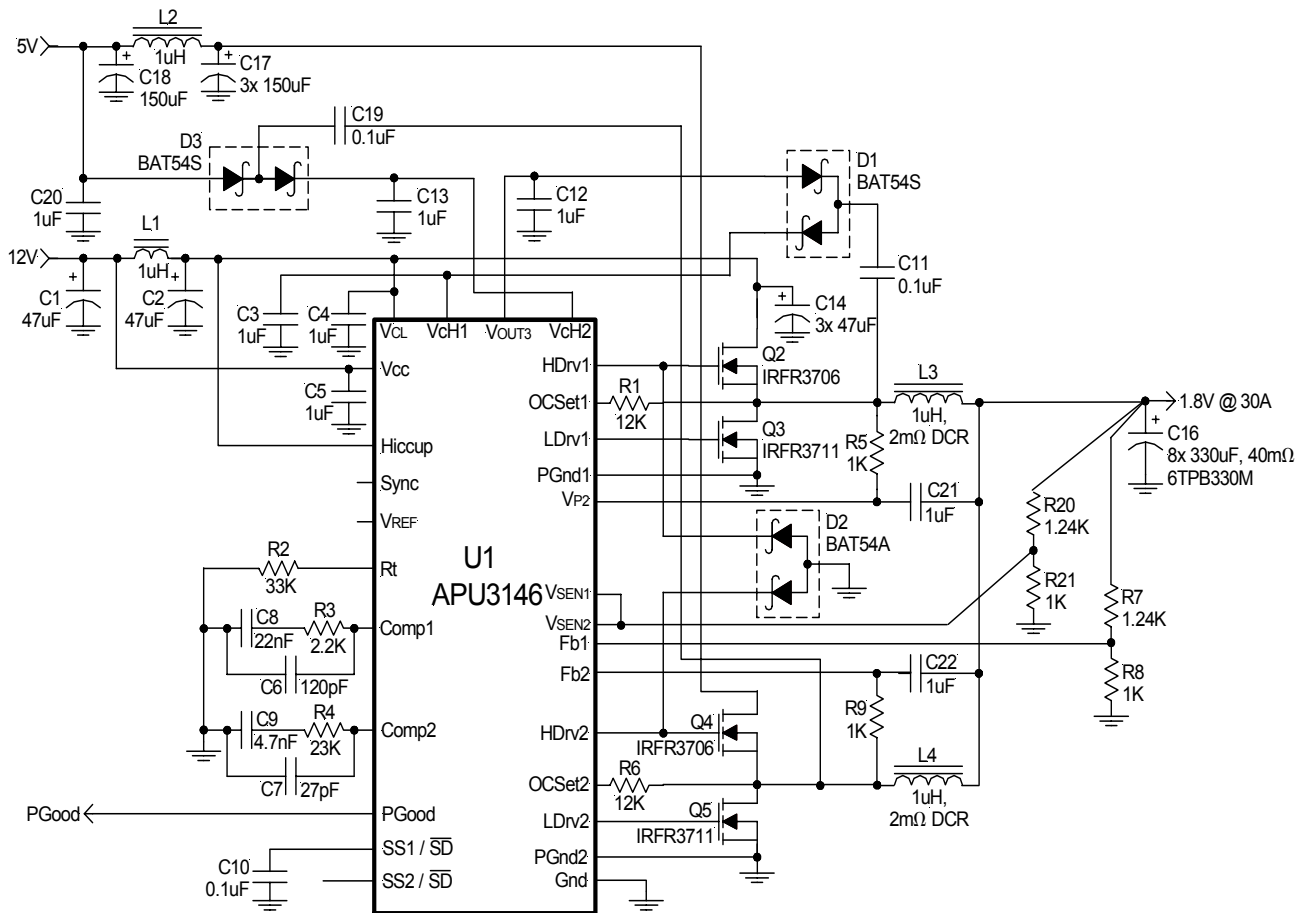 L2
5V
1uH
C18
150uF
C17
3x 150uF
C19
0.1uF
D3
BAT54S
D1
BAT54S
C20
1uF
C13
1uF
C12
1uF
L1
12V
1uH
C11
0.1uF
C1
47uF
C2
47uF
C3
1uF
C4
1uF
C14
3x 47uF
VCL
VcH1
VOUT3
VcH2
Vcc
HDrv1
Q2
IRFR3706
L3
C5
1uF
R1
OCSet1
12K
1.8V @ 30A
1uH,
2mΩ DCR
LDrv1
Q3
IRFR3711
R5
1K
C16
8x 330uF, 40mΩ
6TPB330M
Hiccup
PGnd1
Sync
VP2
C21
1uF
R20
1.24K
VREF
D2
BAT54A
R2
33K
Rt
U1
APU3146
VSEN1
R21
1K
R7
1.24K
C8
22nF
R3
2.2K
Comp1
VSEN2
Fb1
C6
120pF
Fb2
C22
1uF
R8
1K
C9
4.7nF
R4
23K
Comp2
HDrv2
Q4
IRFR3706
R9
1K
C7
27pF
OCSet2
R6
12K
L4
1uH,
2mΩ DCR
PGood
PGood
LDrv2
Q5
IRFR3711
SS1 / SD
PGnd2
C10
0.1uF
SS2 / SD
Gnd